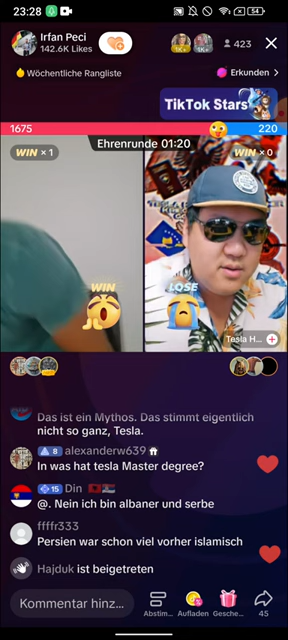 23:28
54
Irfan Peci
142.6K Likes
423
Wöchentliche Rangliste
Erkunden
TikTok Stars
1675
220
Ehrenrunde 01:20
WIN × 1
WIN × 0
WIN
LOSE
Tesla H...
Das ist ein Mythos. Das stimmt eigentlich
nicht so ganz, Tesla.
8 alexanderw639
In was hat tesla Master degree?
15 Din
@. Nein ich bin albaner und serbe
ffffr333
Persien war schon viel vorher islamisch
Hajduk ist beigetreten
Kommentar hinz...
Abstim...
Aufladen
Gesche...
45